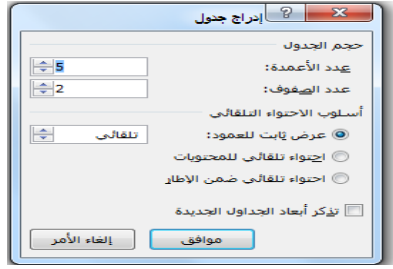 إدراج جدول
حجم الجدول
عدد الأعمدة: 5
عدد الصفوف: 2
أسلوب الاحتواء التلقائي
عرض ثابت للعمود: تلقائي
احتواء تلقائي للمحتويات
احتواء تلقائي ضمن الإطار
تذكر أبعاد الجداول الجديدة
موافق إلغاء الأمر